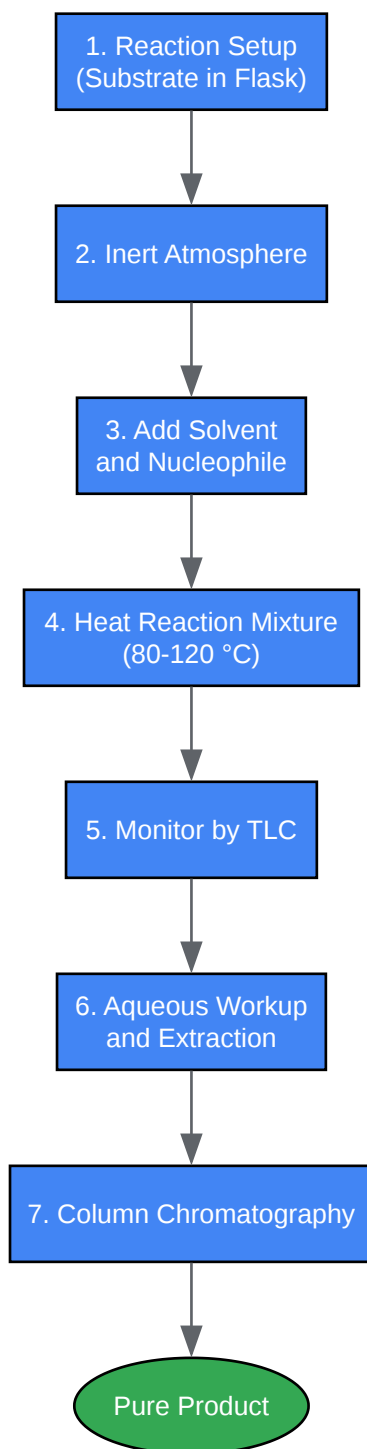 1. Reaction Setup
(Substrate in Flask)
2. Inert Atmosphere
3. Add Solvent
and Nucleophile
4. Heat Reaction Mixture
(80-120 °C)
5. Monitor by TLC
6. Aqueous Workup
and Extraction
7. Column Chromatography
Pure Product